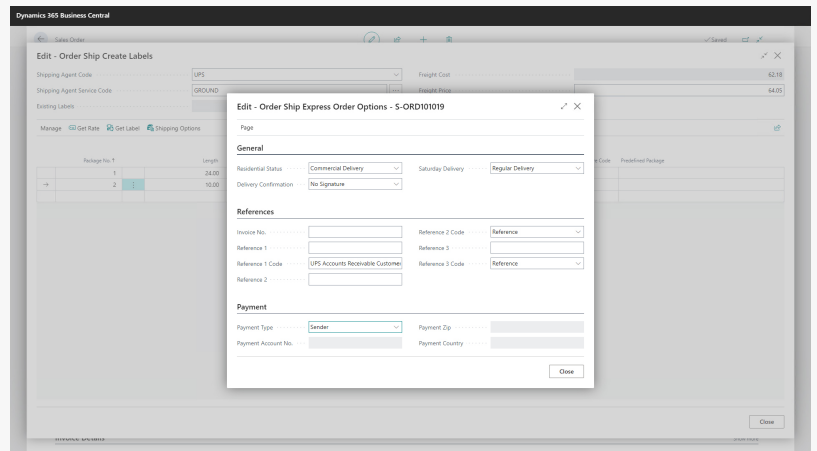 Dynamics 365 Business Central
Sales Order
Saved
Edit - Order Ship Create Labels
Shipping Agent Code UPS Freight Cost 62.18
Shipping Agent Service Code GROUND Freight Price 64.05
Existing Labels
Manage Get Rate Get Label Shipping Options
Package No. ↑ Length Code Predefined Package
1 24.00
→ 2 10.00
Edit - Order Ship Express Order Options - S-ORD101019
Page
General
Residential Status Commercial Delivery Saturday Delivery Regular Delivery
Delivery Confirmation No Signature
References
Invoice No. Reference 2 Code Reference
Reference 1 Reference 3
Reference 1 Code UPS Accounts Receivable Customer Reference 3 Code Reference
Reference 2
Payment
Payment Type Sender Payment Zip
Payment Account No. Payment Country
Close
Close
Invoice Details Show more